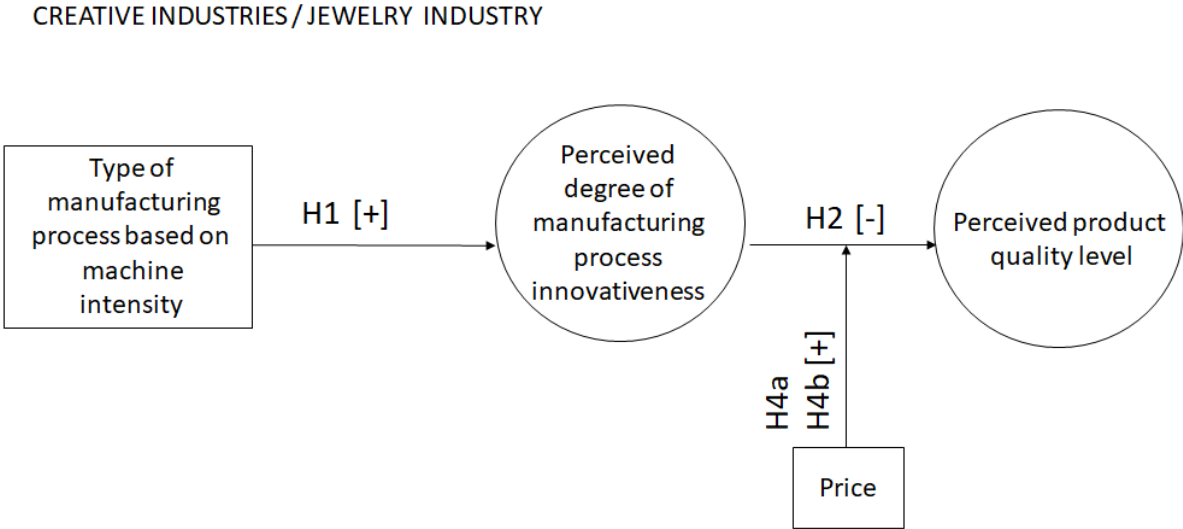 CREATIVE INDUSTRIES / JEWELRY INDUSTRY
Type of
manufacturing
process based on
machine
intensity
H1 [+]
Perceived
degree of
manufacturing
process
innovativeness
H2 [-]
Perceived product
quality level
H4a
H4b [+]
Price